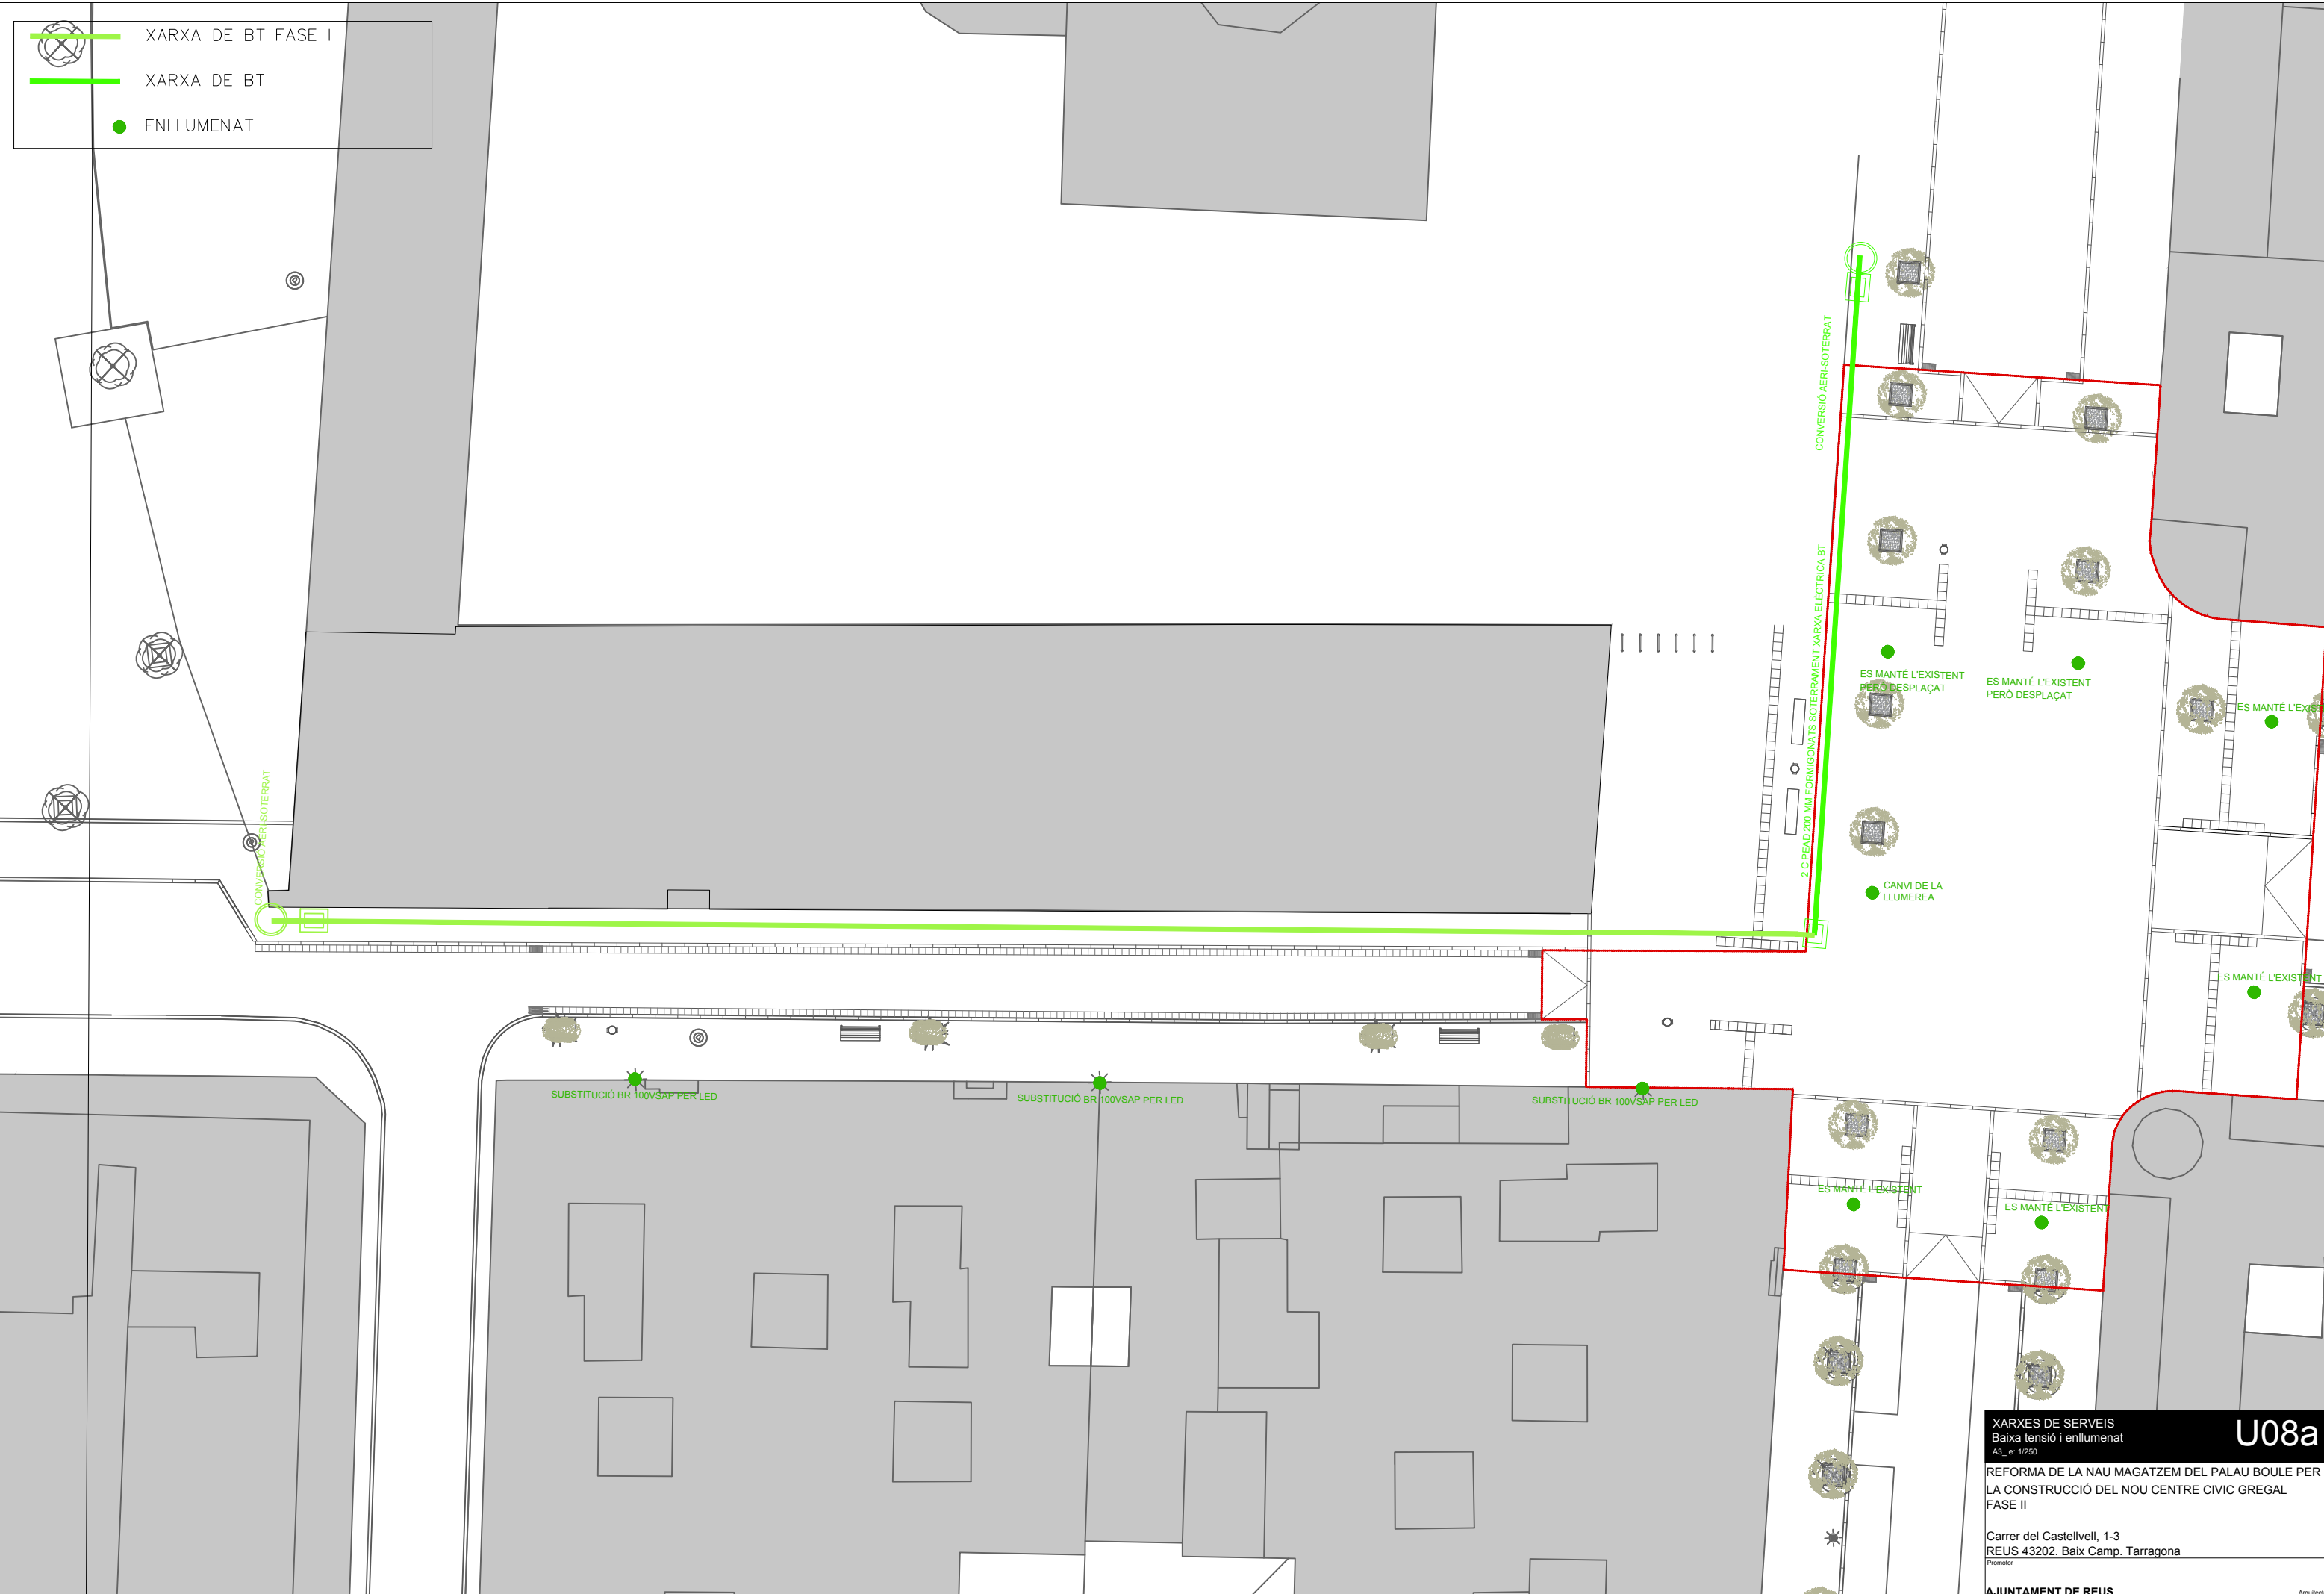 XARXA DE BT FASE I
XARXA DE BT
ENLLUMENAT
CONVERSIÓ AERI-SOTERRAT
2 C PEAD 200 MM FORMIGONATS SOTERRAMENT XARXA ELÈCTRICA BT
ES MANTÉ L'EXISTENT
PERÒ DESPLAÇAT
ES MANTÉ L'EXISTENT
PERÒ DESPLAÇAT
ES MANTÉ
CONVERSIÓ AERI-SOTERRAT
CANVI DE LA
LLUMEREA
ES MANTÉ L'EXISTENT
SUBSTITUCIÓ BR 100VSAP PER LED
SUBSTITUCIÓ BR 100VSAP PER LED
SUBSTITUCIÓ BR 100VSAP PER LED
ES MANTÉ L'EXISTENT
ES MANTÉ L'EXISTENT
XARXES DE SERVEIS
Baixa tensió i enllumenat
A3_ e: 1/250
U08a
REFORMA DE LA NAU MAGATZEM DEL PALAU BOULE PER
LA CONSTRUCCIÓ DEL NOU CENTRE CIVIC GREGAL
FASE II
Carrer del Castellvell, 1-3
REUS 43202. Baix Camp. Tarragona
Promotor
AJUNTAMENT DE REUS